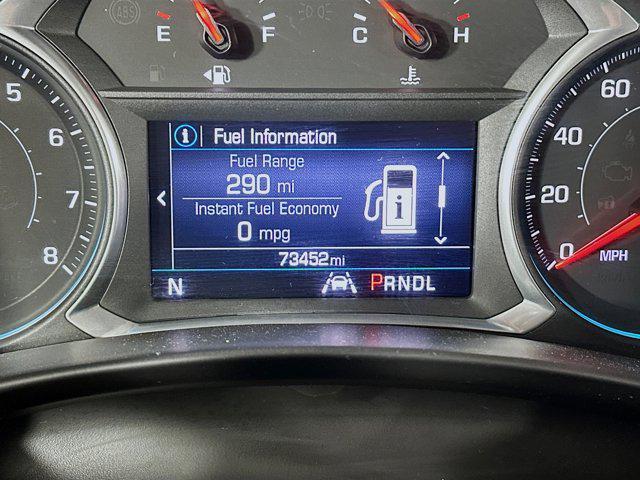 ABS
E F C H
5
6
7
8
i Fuel Information
Fuel Range
290 mi
Instant Fuel Economy
0 mpg
i
73452mi
N PRNDL
60
40
20
0
MPH